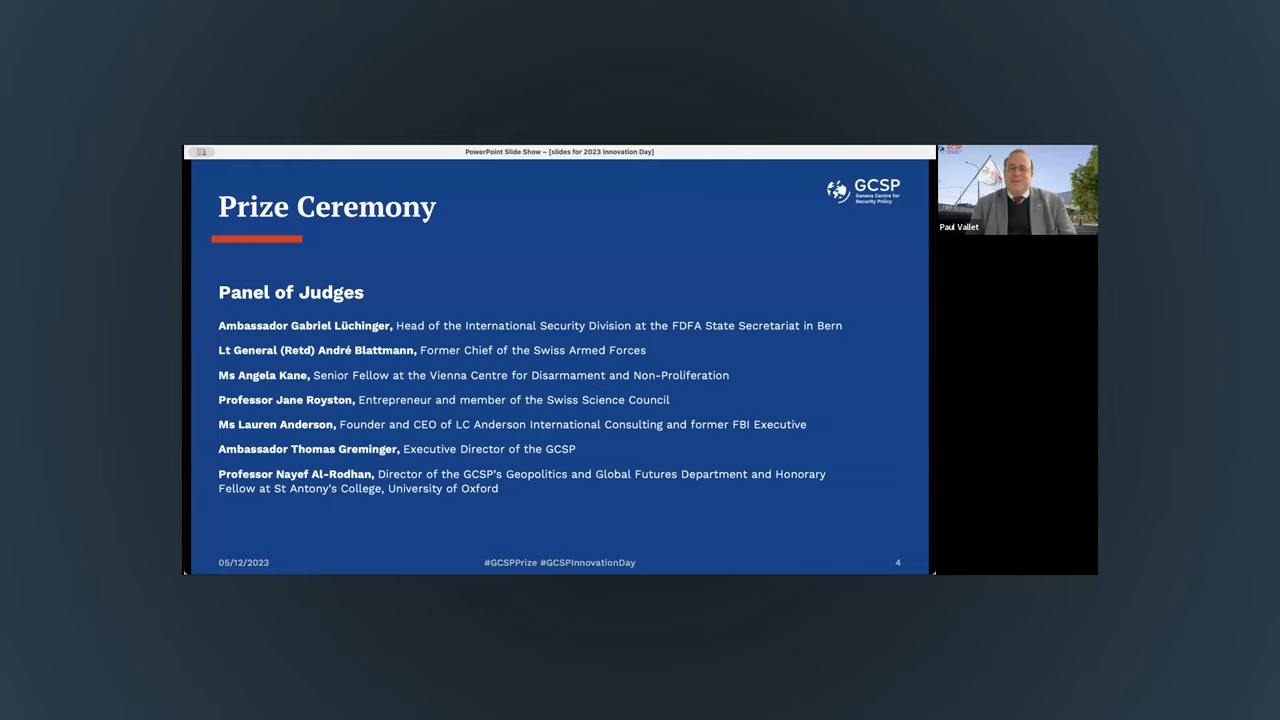 PowerPoint Slide Show – [slides for 2023 Innovation Day]
Prize Ceremony
GCSP
Geneva Centre for
Security Policy
Panel of Judges
Ambassador Gabriel Lüchinger, Head of the International Security Division at the FDFA State Secretariat in Bern
Lt General (Retd) André Blattmann, Former Chief of the Swiss Armed Forces
Ms Angela Kane, Senior Fellow at the Vienna Centre for Disarmament and Non-Proliferation
Professor Jane Royston, Entrepreneur and member of the Swiss Science Council
Ms Lauren Anderson, Founder and CEO of LC Anderson International Consulting and former FBI Executive
Ambassador Thomas Greminger, Executive Director of the GCSP
Professor Nayef Al-Rodhan, Director of the GCSP's Geopolitics and Global Futures Department and Honorary
Fellow at St Antony's College, University of Oxford
05/12/2023
#GCSPPrize #GCSPInnovationDay
4
GCSP
Paul Vallet